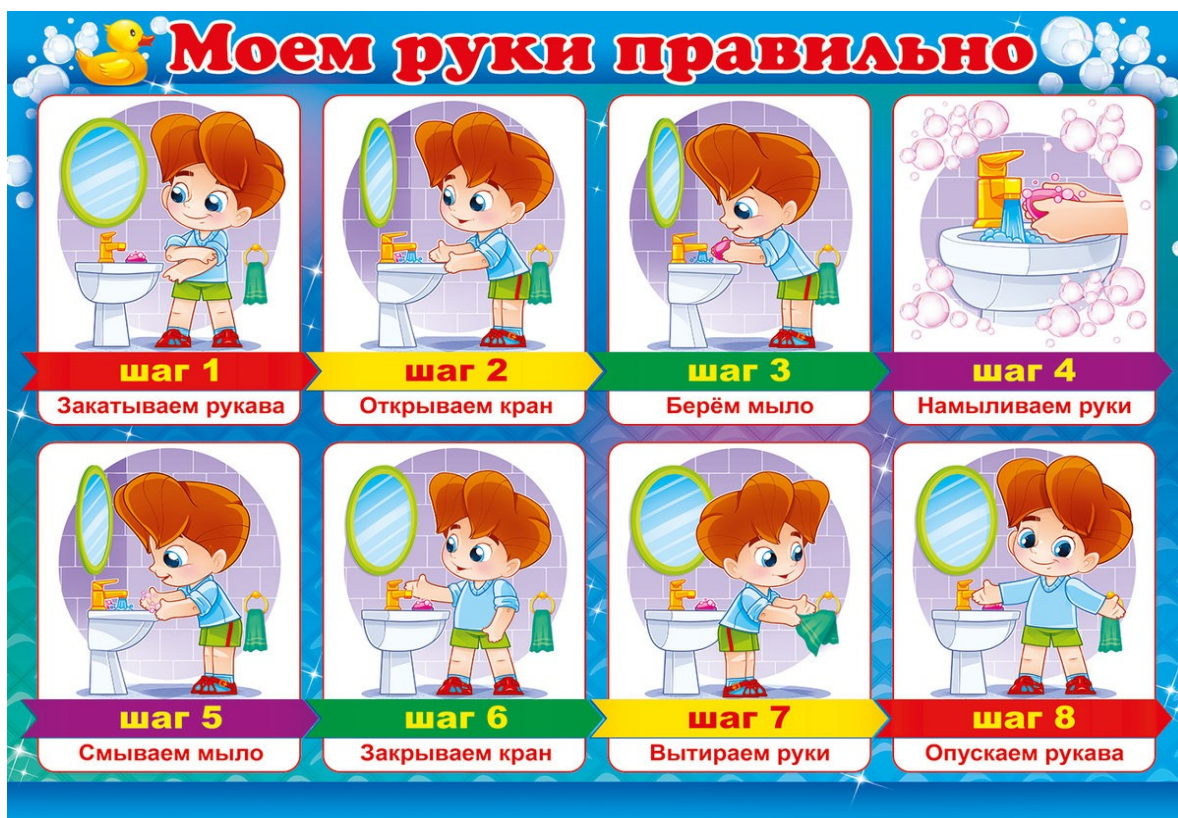 Моем руки правильно
шаг 1
Закатываем рукава
шаг 2
Открываем кран
шаг 3
Берём мыло
шаг 4
Намыливаем руки
шаг 5
Смываем мыло
шаг 6
Закрываем кран
шаг 7
Вытираем руки
шаг 8
Опускаем рукава